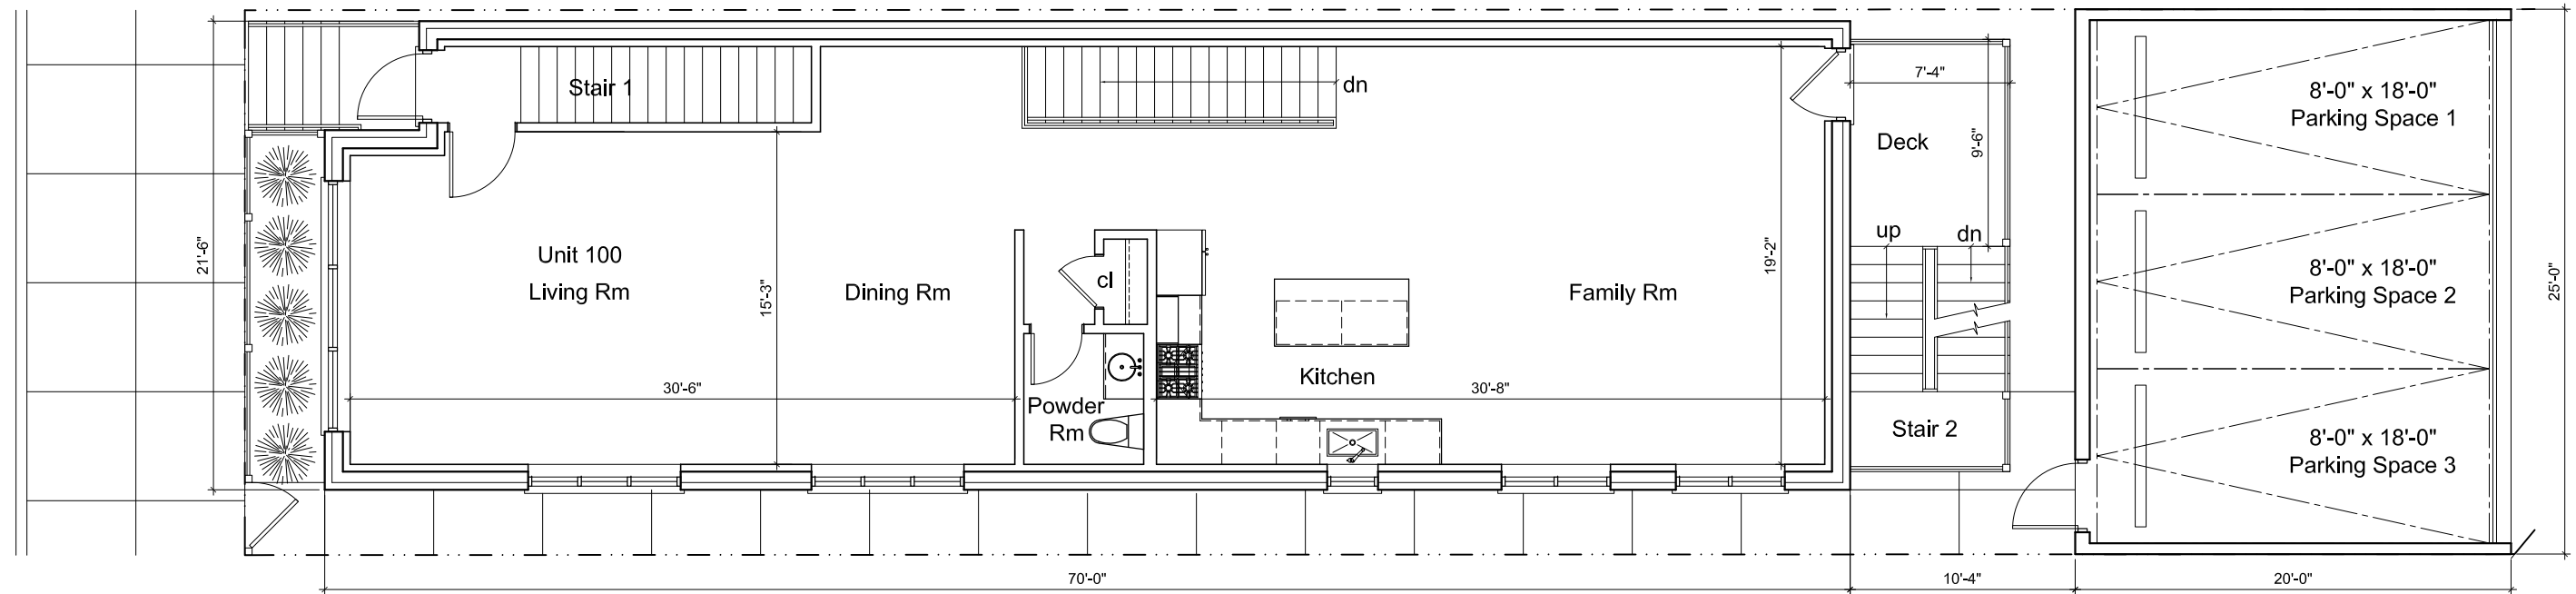 Stair 1
dn
7'-4"
8'-0" x 18'-0"
Parking Space 1
Deck
9'-6"
21'-6"
Unit 100
Living Rm
15'-3"
Dining Rm
cl
19'-2"
Family Rm
up
dn
8'-0" x 18'-0"
Parking Space 2
25'-0"
30'-6"
Powder
Rm
Kitchen
30'-8"
Stair 2
8'-0" x 18'-0"
Parking Space 3
70'-0"
10'-4"
20'-0"